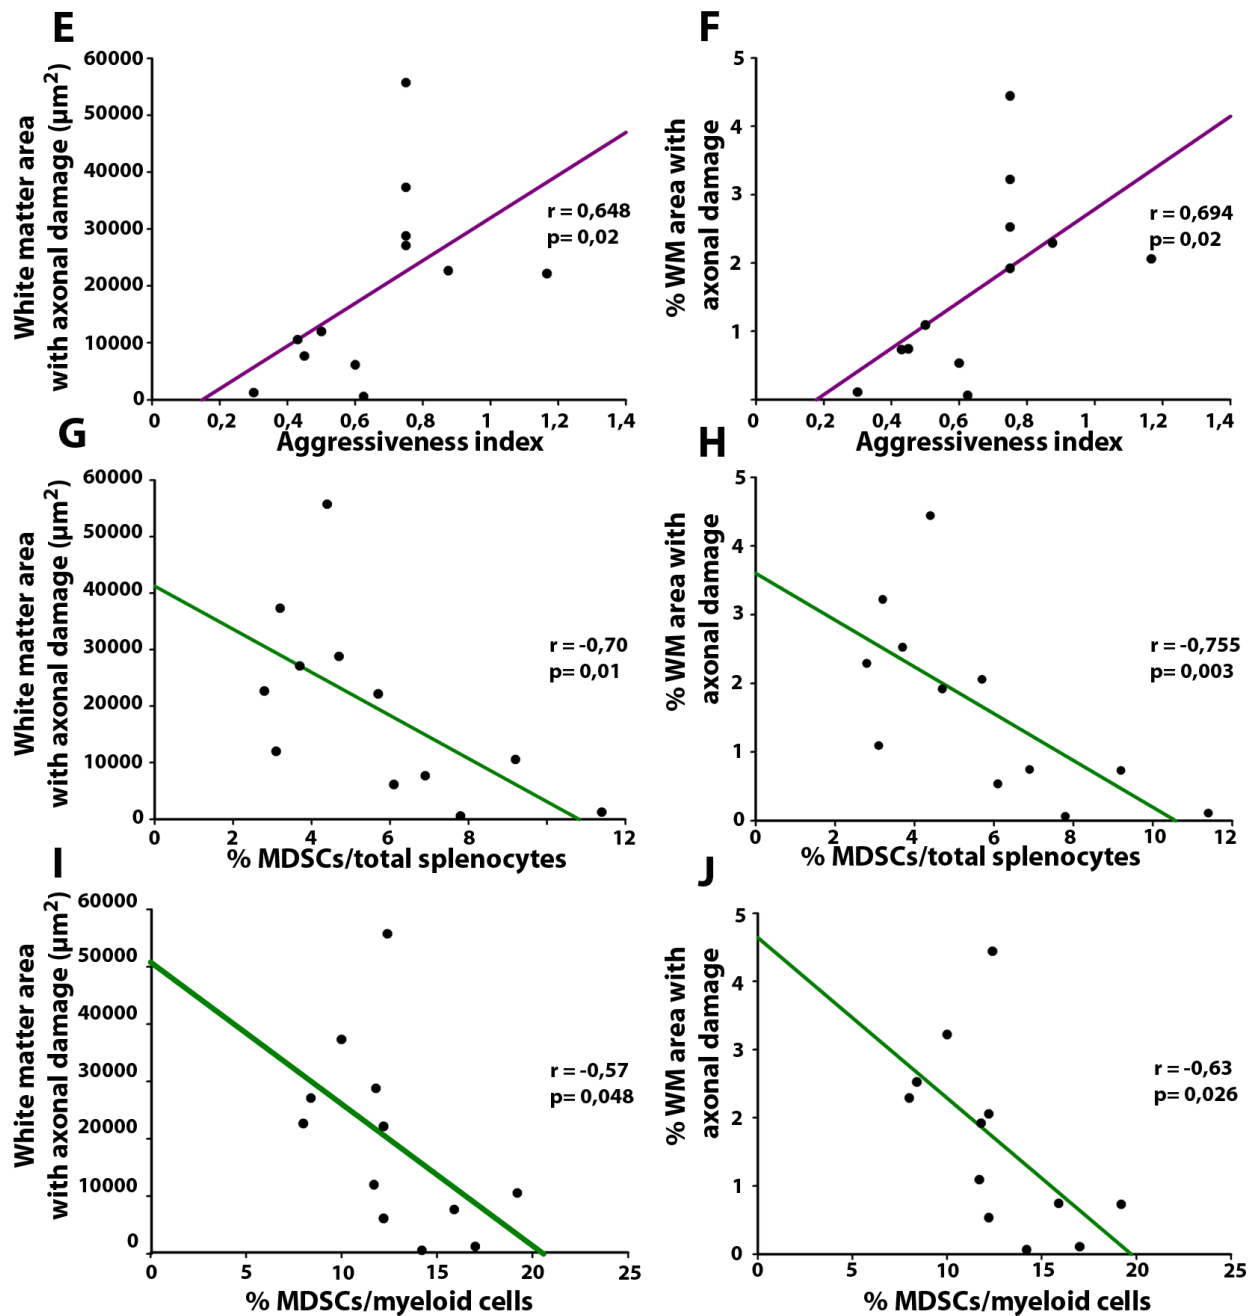 E
White matter area
with axonal damage (µm²)
60000
50000
40000
30000
20000
10000
0
0 0,2 0,4 0,6 0,8 1 1,2 1,4
Aggressiveness index
r = 0,648
p= 0,02
F
% WM area with
axonal damage
5
4
3
2
1
0 0,2 0,4 0,6 0,8 1 1,2 1,4
Aggressiveness index
r = 0,694
p= 0,02
G
White matter area
with axonal damage (µm²)
60000
50000
40000
30000
20000
10000
0
0 2 4 6 8 12
% MDSCs/total splenocytes
r = -0,70
p= 0,01
H
% WM area with
axonal damage
5
4
3
2
1
0
0 2 4 6 8 10 12
% MDSCs/total splenocytes
r = -0,755
p= 0,003
I
White matter area
with axonal damage (µm²)
60000
50000
40000
30000
20000
10000
0
0 5 10 15 20 25
% MDSCs/myeloid cells
r = -0,57
p= 0,048
J
% WM area with
axonal damage
5
4
3
2
1
0
0 5 10 15 20 25
% MDSCs/myeloid cells
r = -0,63
p= 0,026